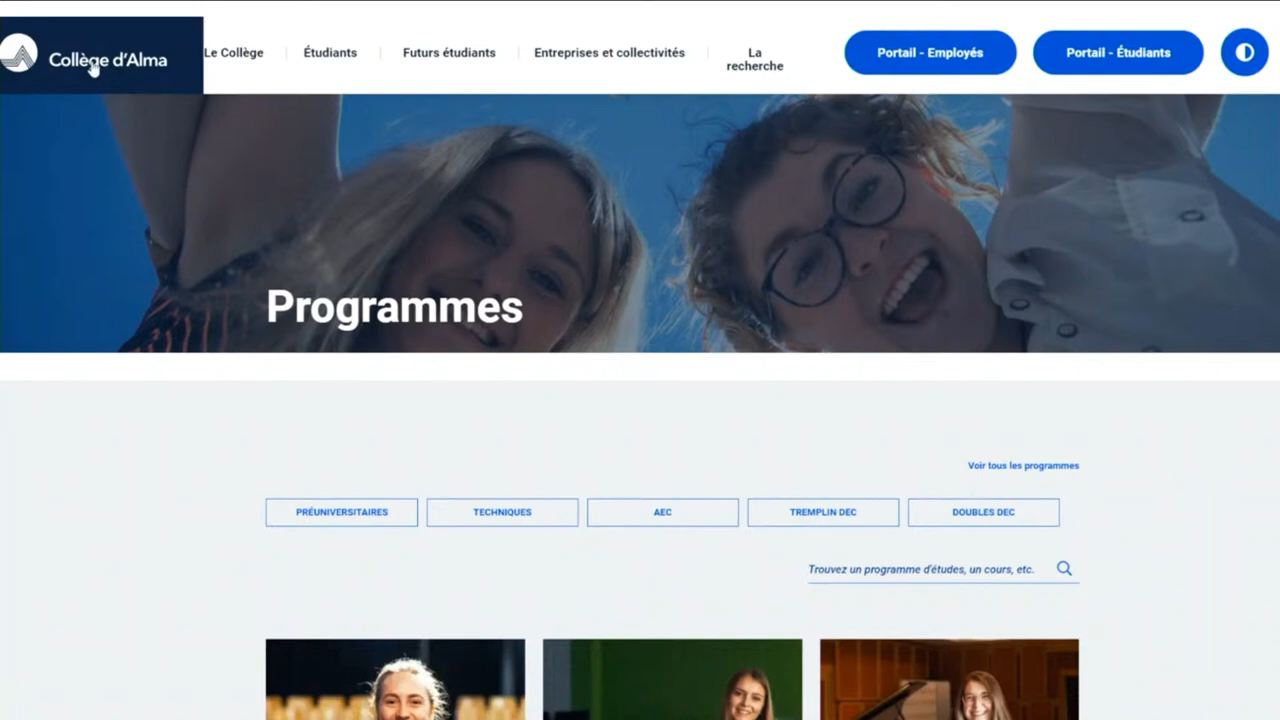 Collège d'Alma
Le Collège
Étudiants
Futurs étudiants
Entreprises et collectivités
La
recherche
Portail - Employés
Portail - Étudiants
Programmes
Voir tous les programmes
PRÉUNIVERSITAIRES
TECHNIQUES
AEC
TREMPLIN DEC
DOUBLES DEC
Trouvez un programme d'études, un cours, etc.